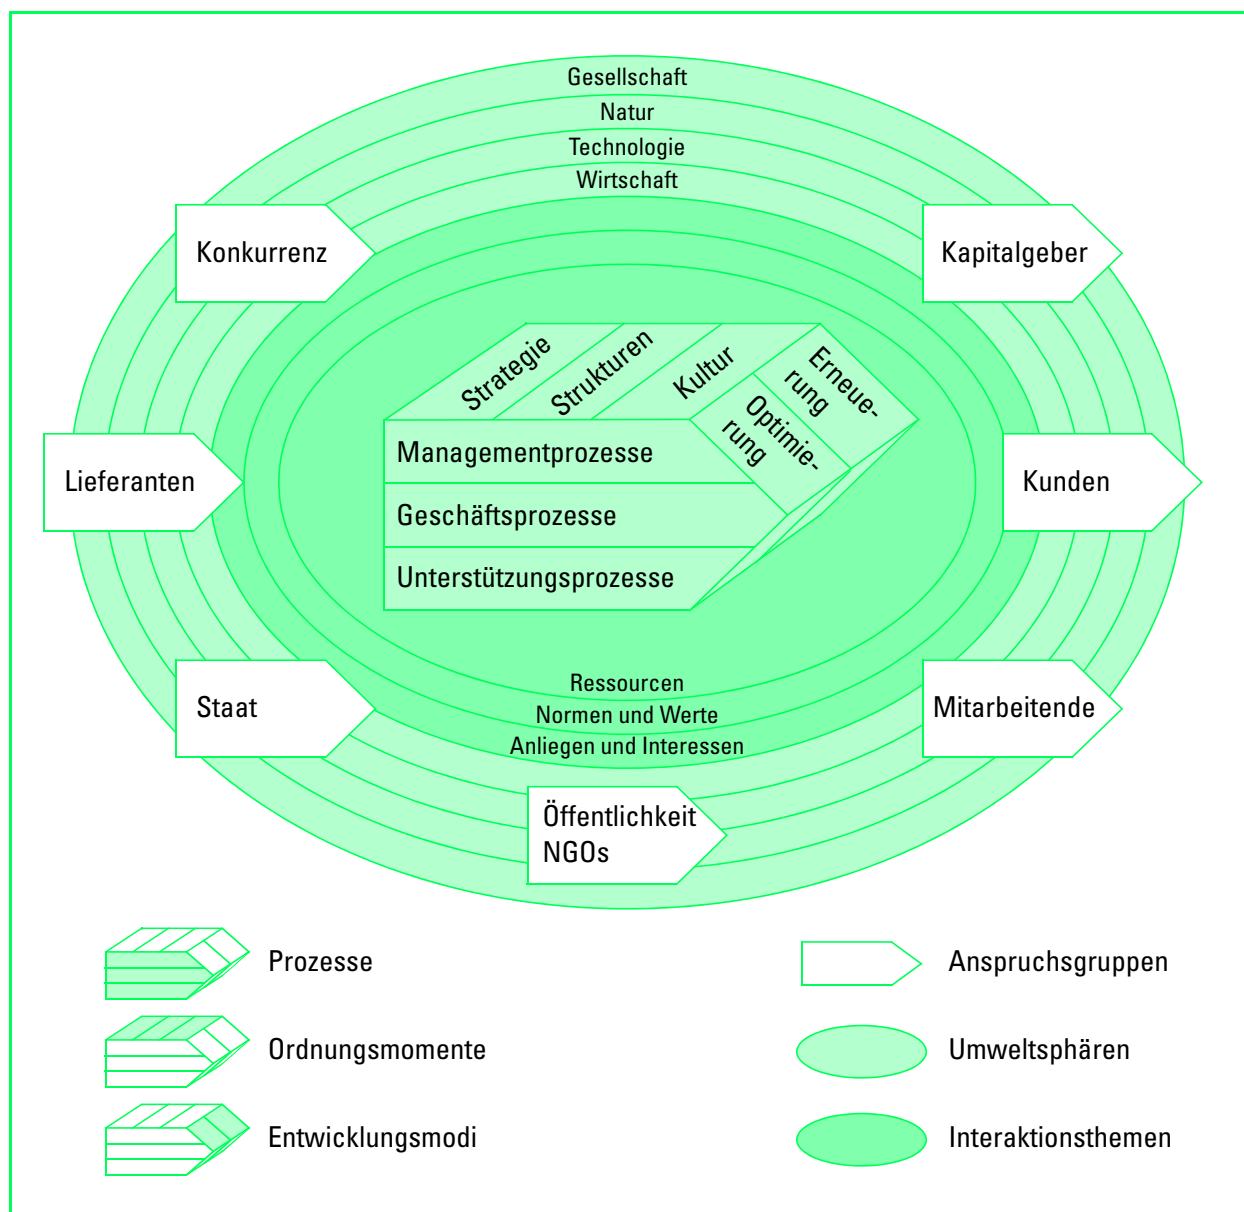 Gesellschaft
Natur
Technologie
Wirtschaft
Konkurrenz
Kapitalgeber
Strategie
Strukturen
Kultur
Erneue-
rung
Optimie-
rung
Managementprozesse
Geschäftsprozesse
Unterstützungsprozesse
Lieferanten
Kunden
Ressourcen
Normen und Werte
Anliegen und Interessen
Staat
Mitarbeitende
Öffentlichkeit
NGOs
Prozesse
Ordnungsmomente
Entwicklungsmodi
Anspruchsgruppen
Umweltsphären
Interaktionsthemen